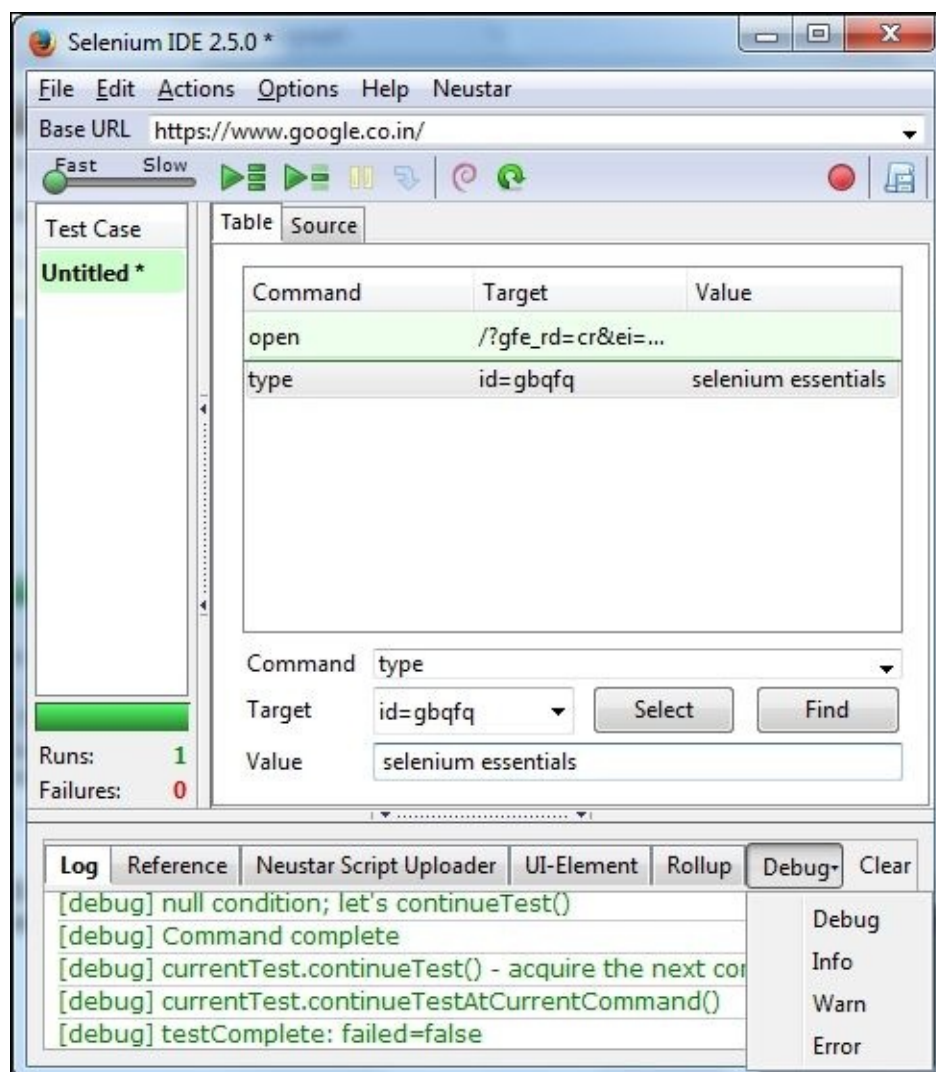 Selenium IDE 2.5.0 *
File Edit Actions Options Help Neustar
Base URL https://www.google.co.in/
Fast Slow
Test Case
Untitled *
Table Source
Command Target Value
open /?gfe_rd=cr&ei=...
type id=gbqfq selenium essentials
Command type
Target id=gbqfq Select Find
Value selenium essentials
Runs: 1
Failures: 0
Log Reference Neustar Script Uploader UI-Element Rollup Debug Clear
[debug] null condition; let's continueTest()
[debug] Command complete
[debug] currentTest.continueTest() - acquire the next
[debug] currentTest.continueTestAtCurrentCommand()
[debug] testComplete: failed=false
Debug
Info
Warn
Error